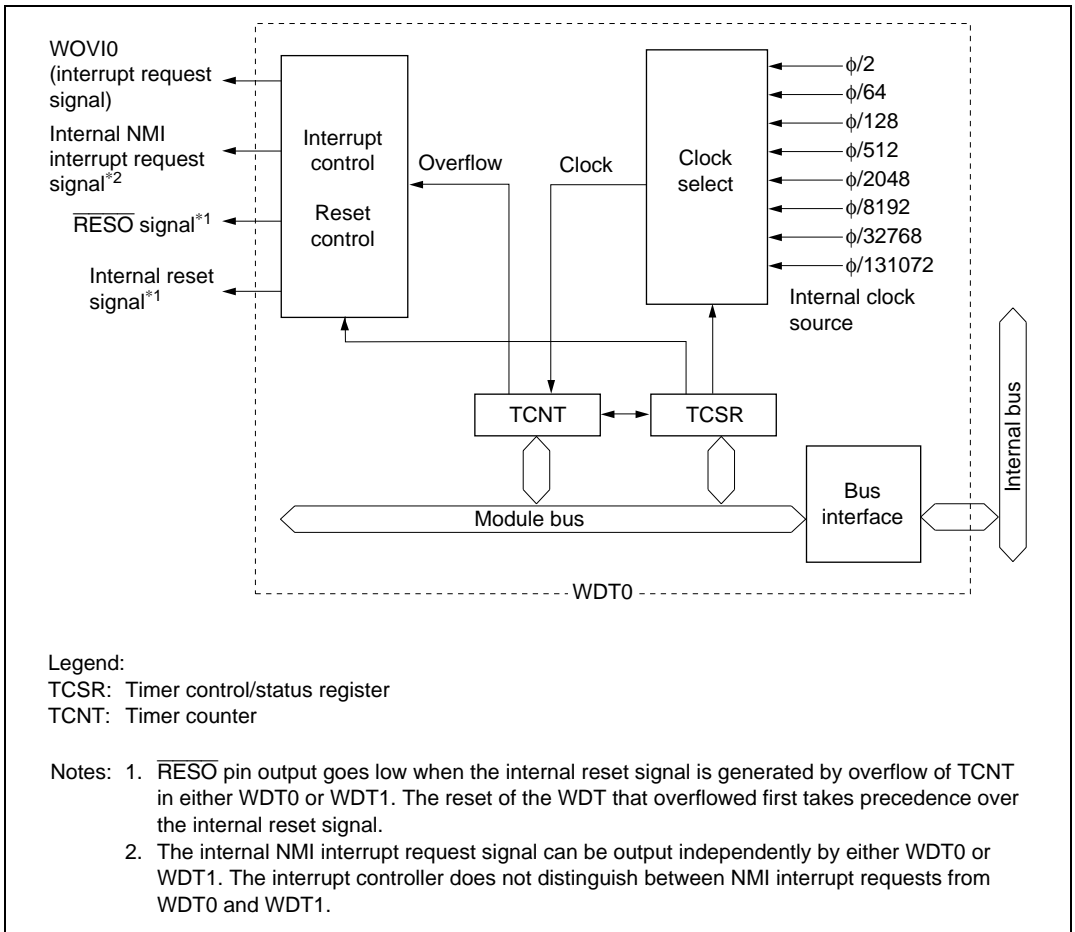 WOVI0
(interrupt request
signal)
Internal NMI
interrupt request
signal*2
RESO signal*1
Internal reset
signal*1
Interrupt
control
Reset
control
Overflow
Clock
Clock
select
φ/2
φ/64
φ/128
φ/512
φ/2048
φ/8192
φ/32768
φ/131072
Internal clock
source
TCNT
TCSR
Module bus
Bus
interface
Internal bus
WDT0
Legend:
TCSR: Timer control/status register
TCNT: Timer counter
Notes: 1. RESO pin output goes low when the internal reset signal is generated by overflow of TCNT
in either WDT0 or WDT1. The reset of the WDT that overflowed first takes precedence over
the internal reset signal.
2. The internal NMI interrupt request signal can be output independently by either WDT0 or
WDT1. The interrupt controller does not distinguish between NMI interrupt requests from
WDT0 and WDT1.